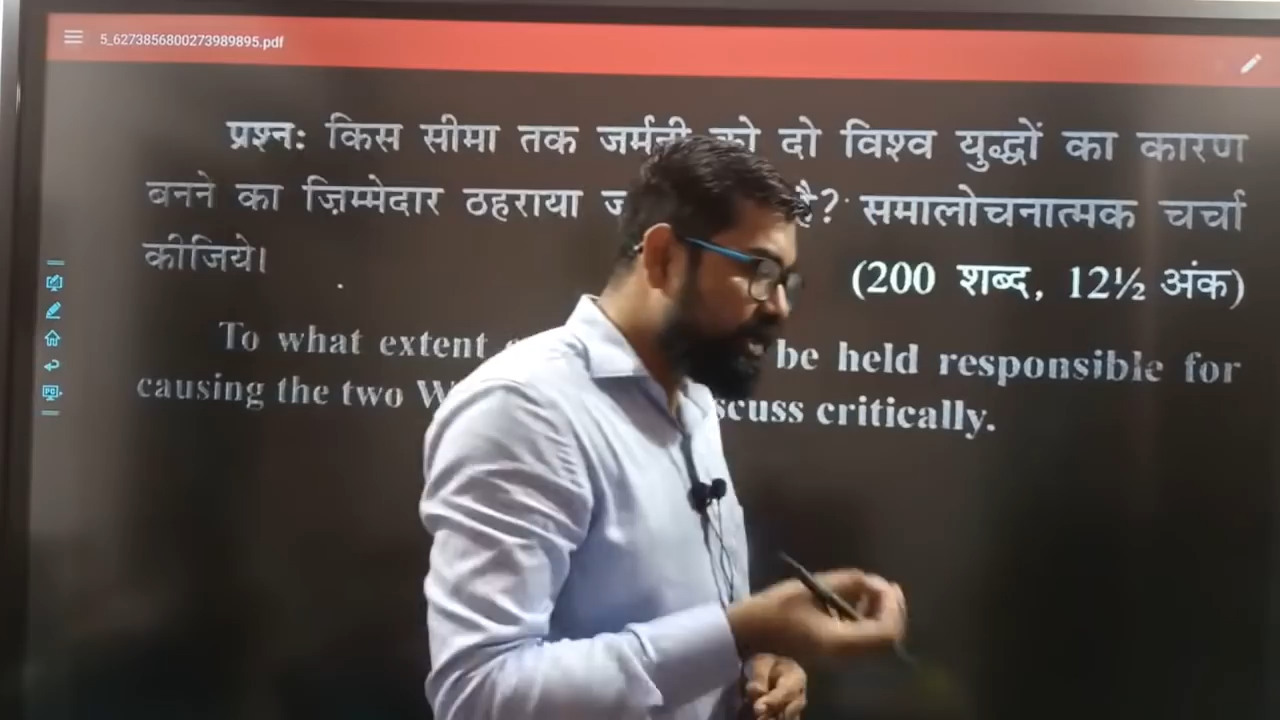 5_6273856800273989895.pdf
प्रश्न: किस सीमा तक जर्मनी को दो विश्व युद्धों का कारण
बनने का ज़िम्मेदार ठहराया है? समालोचनात्मक चर्चा
कीजिये।
(200 शब्द, 12½ अंक)
To what extent be held responsible for
causing the two critically.